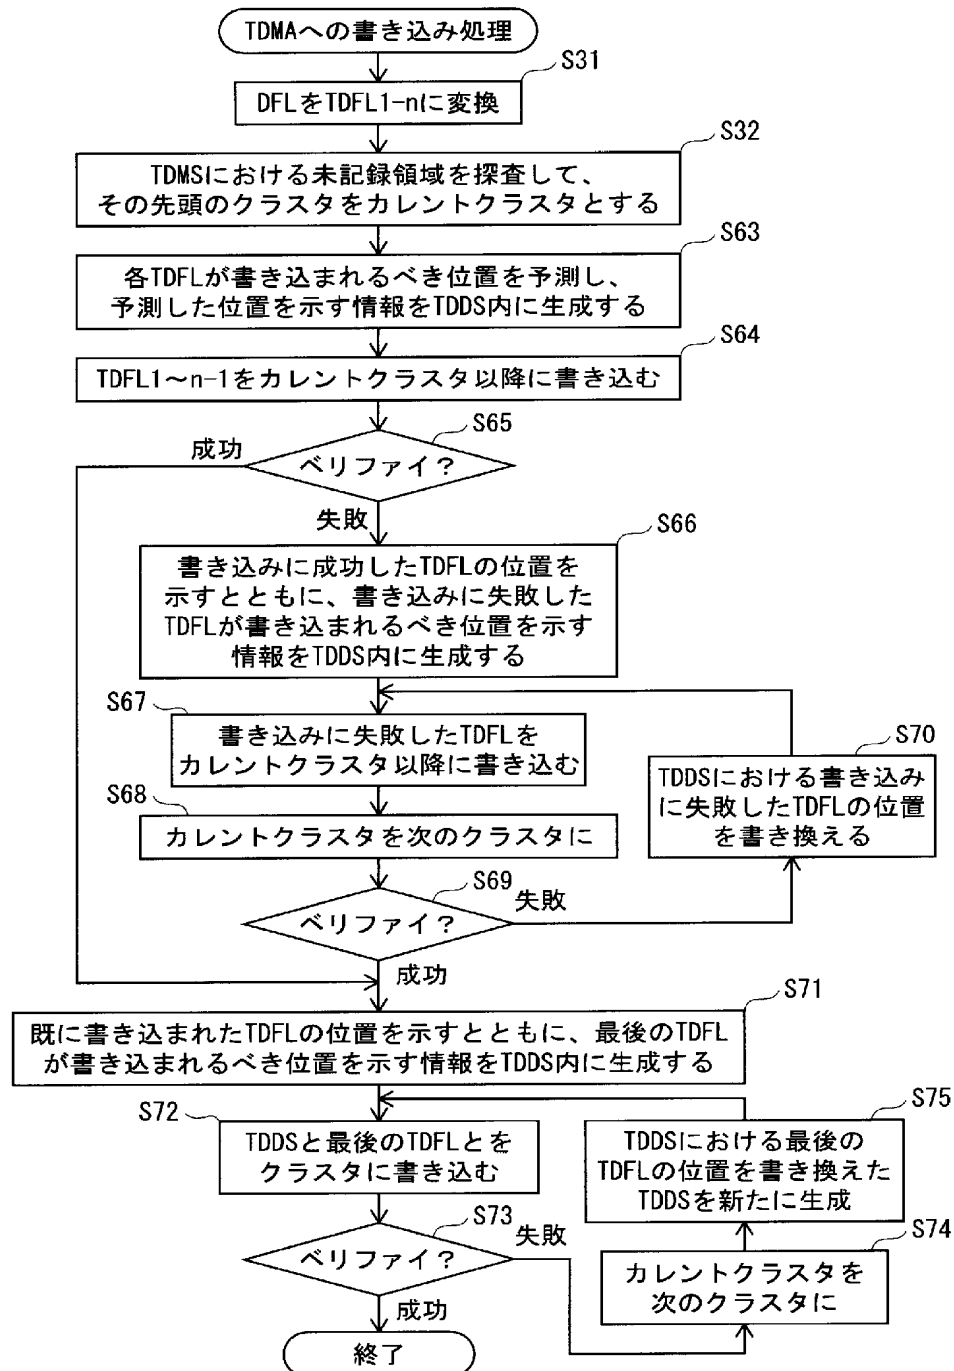 TDMAへの書き込み処理
S31
DFLをTDFL1-nに変換
S32
TDMSにおける未記録領域を探査して、
その先頭のクラスタをカレントクラスタとする
S63
各TDFLが書き込まれるべき位置を予測し、
予測した位置を示す情報をTDDS内に生成する
S64
TDFL1～n-1をカレントクラスタ以降に書き込む
S65
成功
ベリファイ？
失敗
S66
書き込みに成功したTDFLの位置を
示すとともに、書き込みに失敗した
TDFLが書き込まれるべき位置を示す
情報をTDDS内に生成する
S67
書き込みに失敗したTDFLを
カレントクラスタ以降に書き込む
S70
TDDSにおける書き込み
に失敗したTDFLの位置
を書き換える
S68
カレントクラスタを次のクラスタに
S69
ベリファイ？
失敗
成功
S71
既に書き込まれたTDFLの位置を示すとともに、最後のTDFL
が書き込まれるべき位置を示す情報をTDDS内に生成する
S72
TDDSと最後のTDFLとを
クラスタに書き込む
S75
TDDSにおける最後の
TDFLの位置を書き換えた
TDDSを新たに生成
S73
ベリファイ？
失敗
S74
カレントクラスタを
次のクラスタに
成功
終了